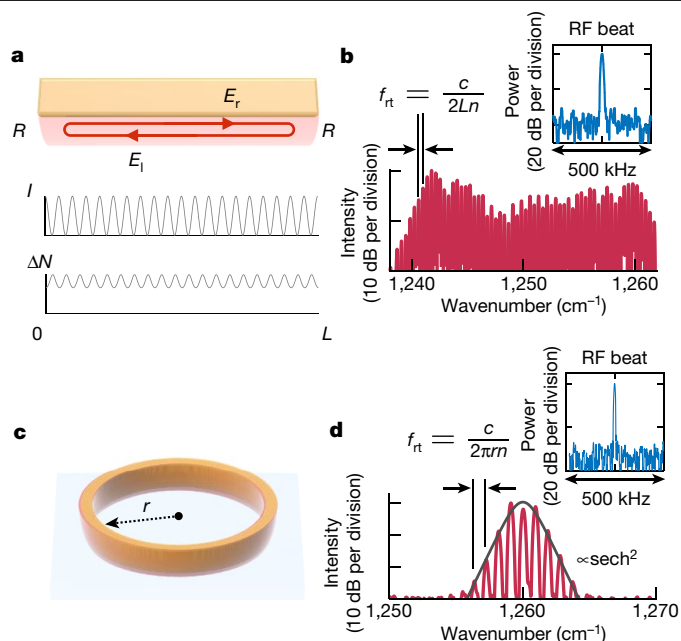 a
E_r
R
R
E_l
I
ΔN
0
L
b
f_rt = c / 2Ln
RF beat
Power
(20 dB per division)
500 kHz
Intensity
(10 dB per division)
1,240
1,250
1,260
Wavenumber (cm⁻¹)
c
r
d
f_rt = c / 2πrn
RF beat
Power
(20 dB per division)
500 kHz
∝sech²
Intensity
(10 dB per division)
1,250
1,260
1,270
Wavenumber (cm⁻¹)